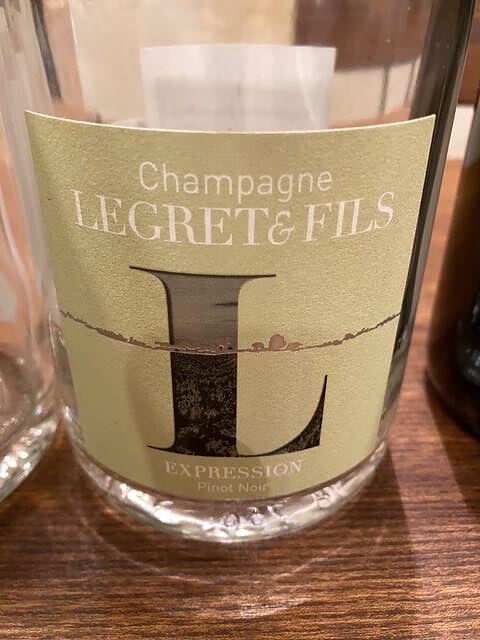 Champagne
LEGRET & FILS
L
EXPRESSION
Pinot Noir